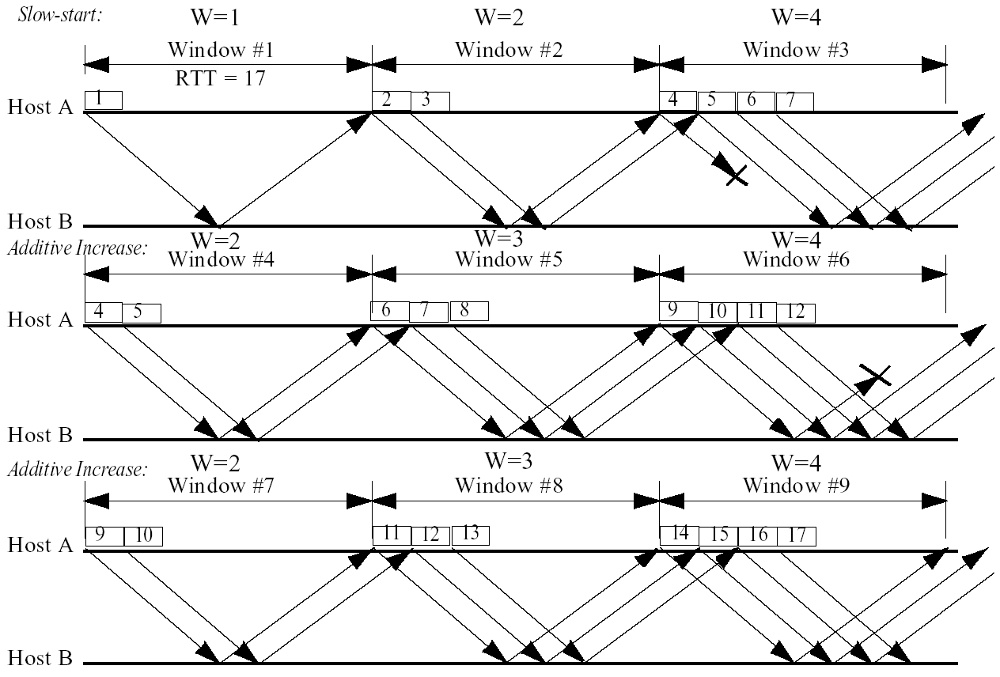 Slow-start: W=1 W=2 W=4
Window #1 Window #2 Window #3
RTT = 17
Host A 1 2 3 4 5 6 7
Host B
Additive Increase: W=2 W=3 W=4
Window #4 Window #5 Window #6
Host A 4 5 6 7 8 9 10 11 12
Host B
Additive Increase: W=2 W=3 W=4
Window #7 Window #8 Window #9
Host A 9 10 11 12 13 14 15 16 17
Host B